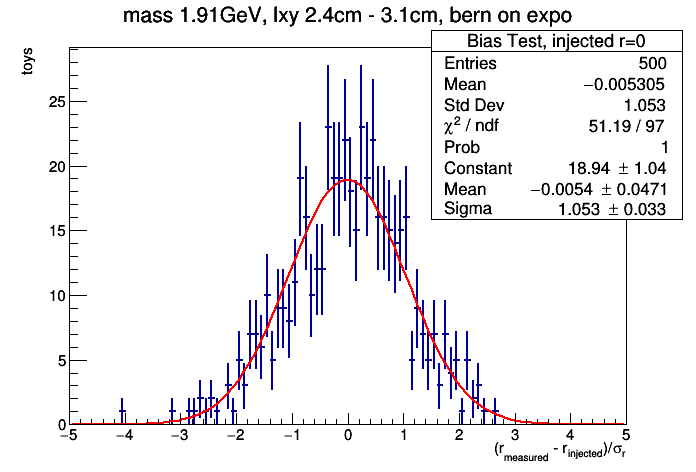 mass 1.91GeV, lxy 2.4cm - 3.1cm, bern on expo
toys
Bias Test, injected r=0
Entries 500
Mean −0.005305
Std Dev 1.053
χ² / ndf 51.19 / 97
Prob 1
Constant 18.94 ± 1.04
Mean −0.0054 ± 0.0471
Sigma 1.053 ± 0.033
25
20
15
10
5
0
−5 −4 −3 −2 −1 0 1 2 3 4 5
(r_measured - r_injected)/σ_r